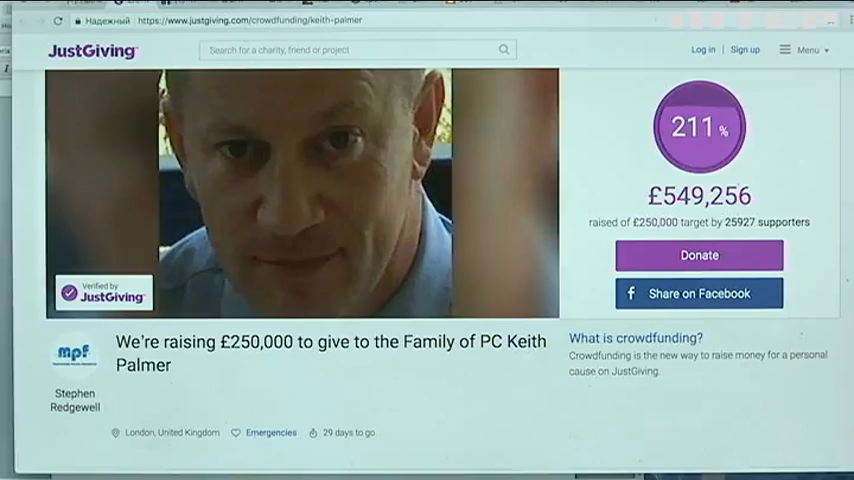 Надежный https://www.justgiving.com/crowdfunding/keith-palmer
JustGiving
Search for a charity, friend or project
Log in Sign up Menu
211 %
£549,256
raised of £250,000 target by 25927 supporters
Donate
Share on Facebook
Verified by
JustGiving
We're raising £250,000 to give to the Family of PC Keith
Palmer
mpf
Stephen
Redgewell
What is crowdfunding?
Crowdfunding is the new way to raise money for a personal
cause on JustGiving.
London, United Kingdom Emergencies 29 days to go